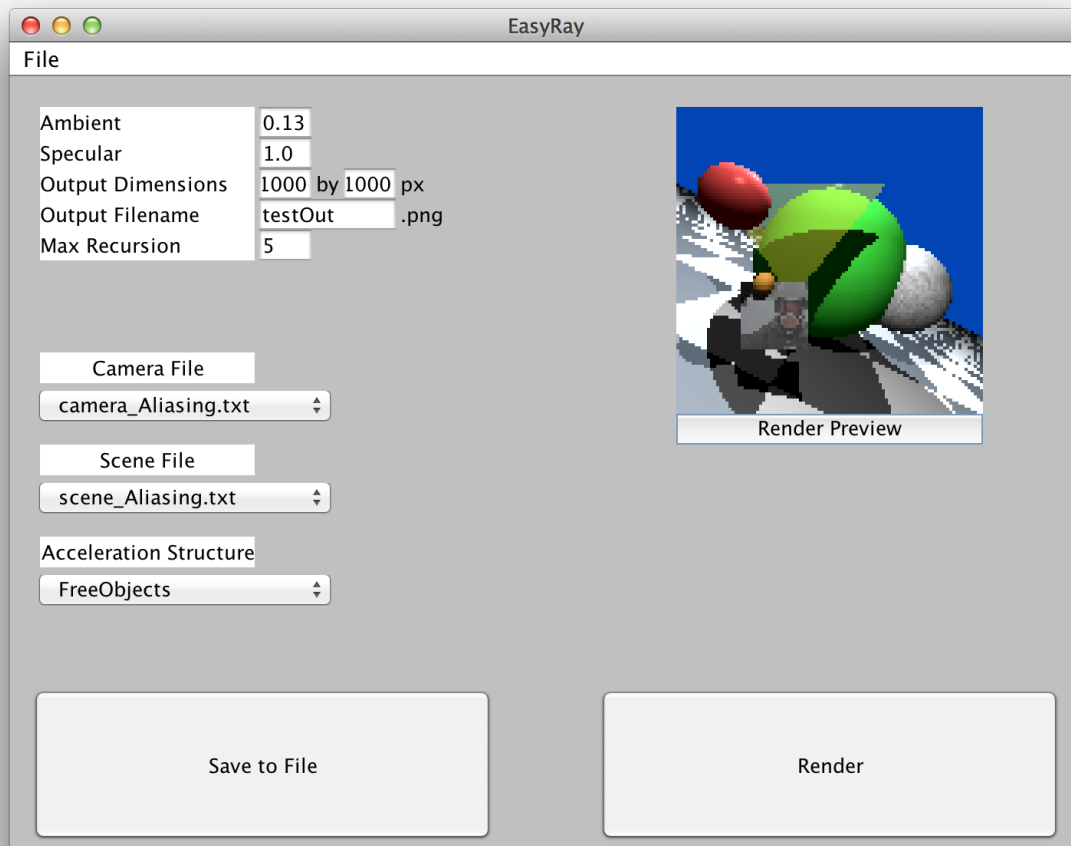 EasyRay
File
Ambient 0.13
Specular 1.0
Output Dimensions 1000 by 1000 px
Output Filename testOut .png
Max Recursion 5
Camera File
camera_Aliasing.txt
Render Preview
Scene File
scene_Aliasing.txt
Acceleration Structure
FreeObjects
Save to File
Render